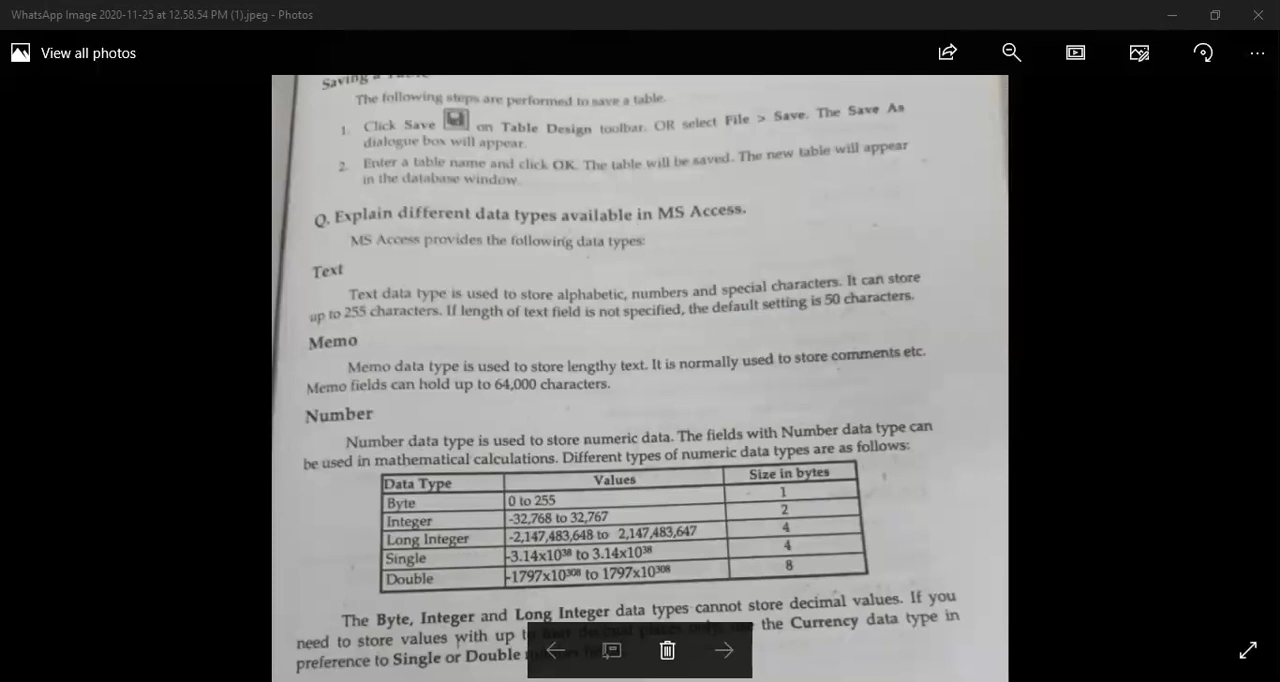 WhatsApp Image 2020-11-25 at 12.58.54 PM (1).jpeg - Photos
View all photos
Saving a Table
The following steps are performed to save a table.
1. Click Save on Table Design toolbar. OR select File > Save. The Save As
dialogue box will appear.
2. Enter a table name and click OK. The table will be saved. The new table will appear
in the database window.
Q. Explain different data types available in MS Access.
MS Access provides the following data types:
Text
Text data type is used to store alphabetic, numbers and special characters. It can store
up to 255 characters. If length of text field is not specified, the default setting is 50 characters.
Memo
Memo data type is used to store lengthy text. It is normally used to store comments etc.
Memo fields can hold up to 64,000 characters.
Number
Number data type is used to store numeric data. The fields with Number data type can
be used in mathematical calculations. Different types of numeric data types are as follows:
Data Type Values Size in bytes
Byte 0 to 255 1
Integer -32,768 to 32,767 2
Long Integer -2,147,483,648 to 2,147,483,647 4
Single -3.14x10³⁸ to 3.14x10³⁸ 4
Double -1797x10³⁰⁸ to 1797x10³⁰⁸ 8
The Byte, Integer and Long Integer data types cannot store decimal values. If you
need to store values with up to four decimal places only, use the Currency data type in
preference to Single or Double